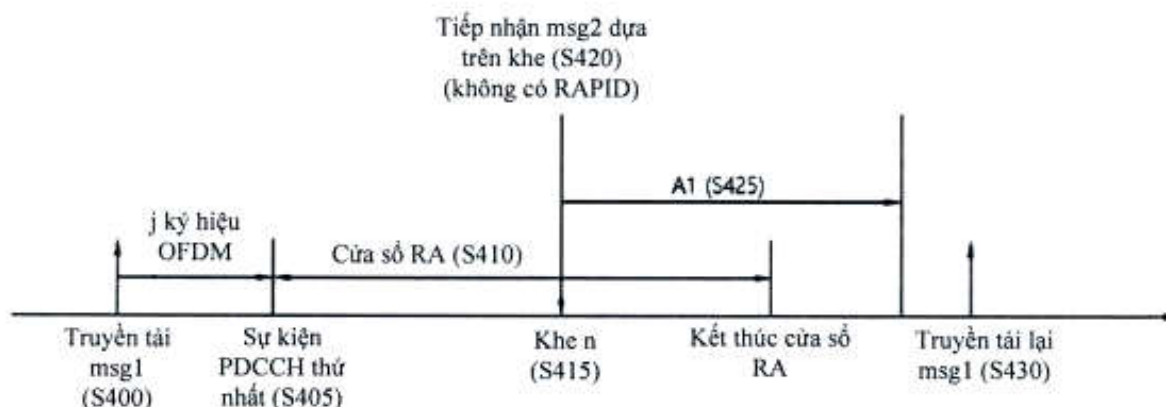 Tiếp nhận msg2 dựa
trên khe (S420)
(không có RAPID)
A1 (S425)
j ký hiệu
OFDM
Cửa sổ RA (S410)
Truyền tải
msg1
(S400)
Sự kiện
PDCCH thứ
nhất (S405)
Khe n
(S415)
Kết thúc cửa sổ
RA
Truyền tải lại
msg1 (S430)